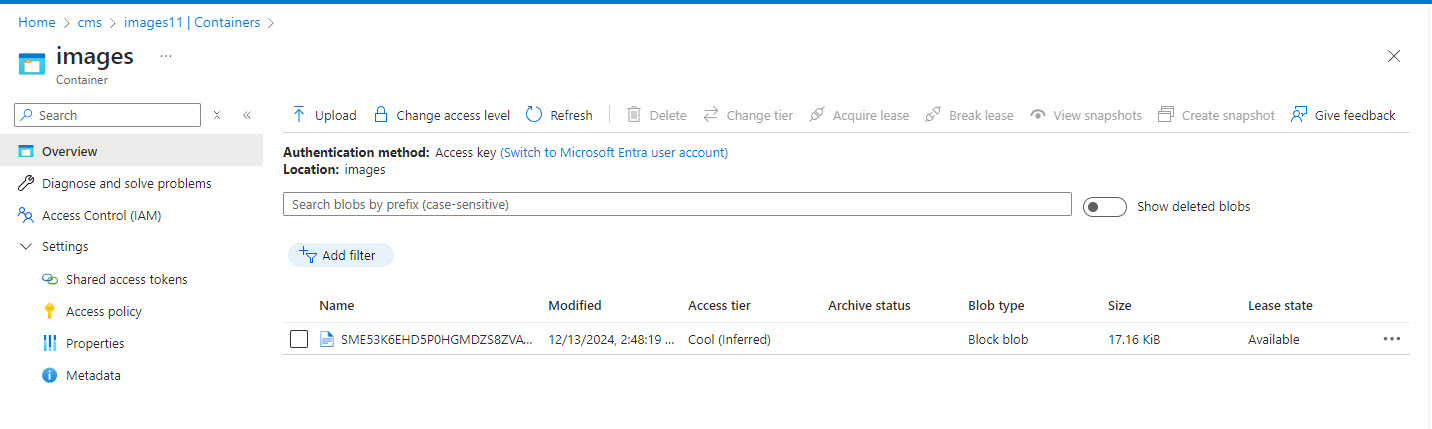 Home > cms > images11 | Containers >
images ...
Container
Search
Upload Change access level Refresh Delete Change tier Acquire lease Break lease View snapshots Create snapshot Give feedback
Overview
Diagnose and solve problems
Access Control (IAM)
Settings
Shared access tokens
Access policy
Properties
Metadata
Authentication method: Access key (Switch to Microsoft Entra user account)
Location: images
Search blobs by prefix (case-sensitive)
Show deleted blobs
Add filter
Name Modified Access tier Archive status Blob type Size Lease state
SME53K6EHD5P0HGMDZS8ZVA... 12/13/2024, 2:48:19 ... Cool (Inferred) Block blob 17.16 KiB Available ...